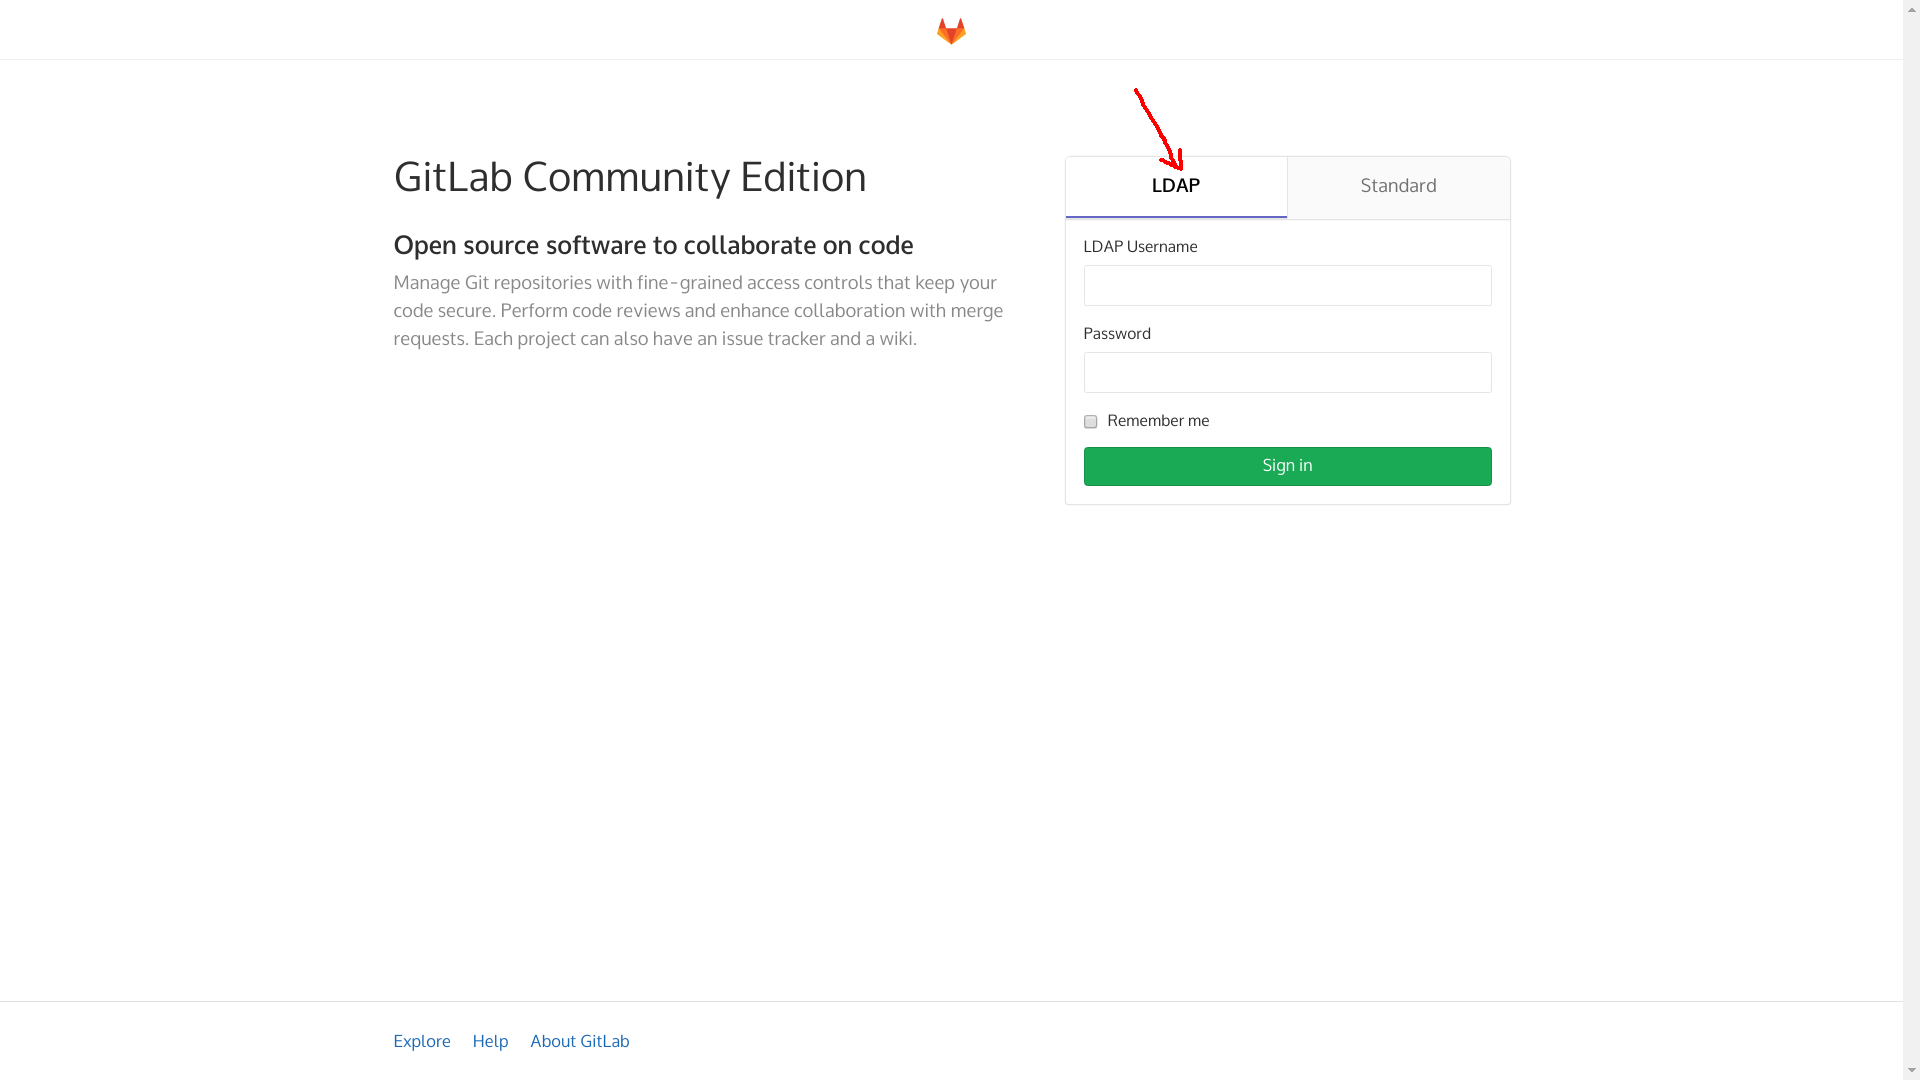 GitLab Community Edition
Open source software to collaborate on code
Manage Git repositories with fine-grained access controls that keep your
code secure. Perform code reviews and enhance collaboration with merge
requests. Each project can also have an issue tracker and a wiki.
LDAP
Standard
LDAP Username
Password
Remember me
Sign in
Explore
Help
About GitLab